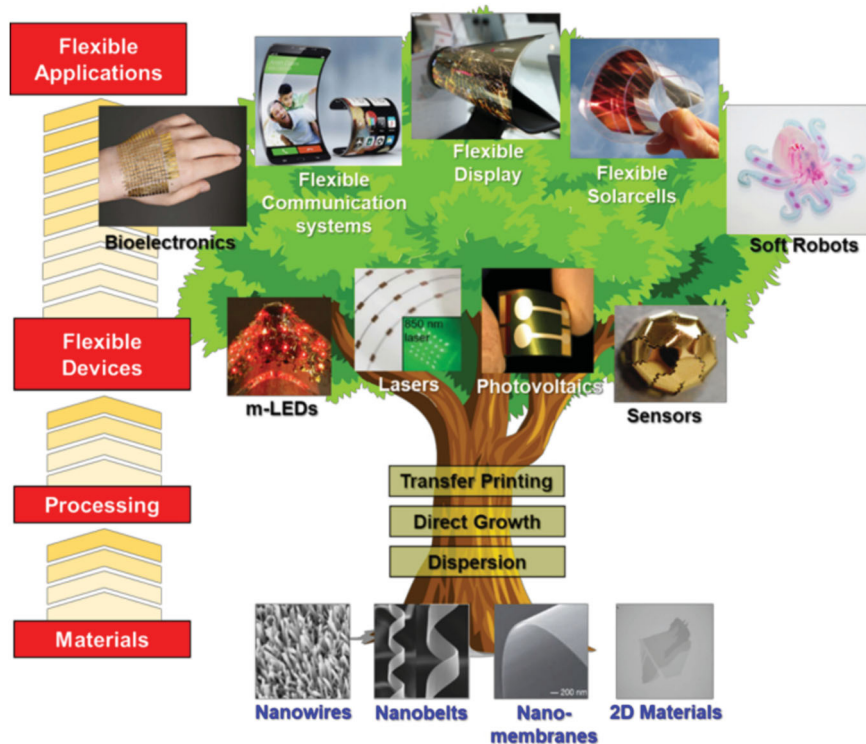 Flexible
Applications
Flexible
Communication
systems
Flexible
Display
Flexible
Solarcells
Bioelectronics
Soft Robots
Flexible
Devices
850 nm
laser
m-LEDs
Lasers
Photovoltaics
Sensors
Processing
Transfer Printing
Direct Growth
Dispersion
Materials
200 nm
Nanowires
Nanobelts
Nano-
membranes
2D Materials